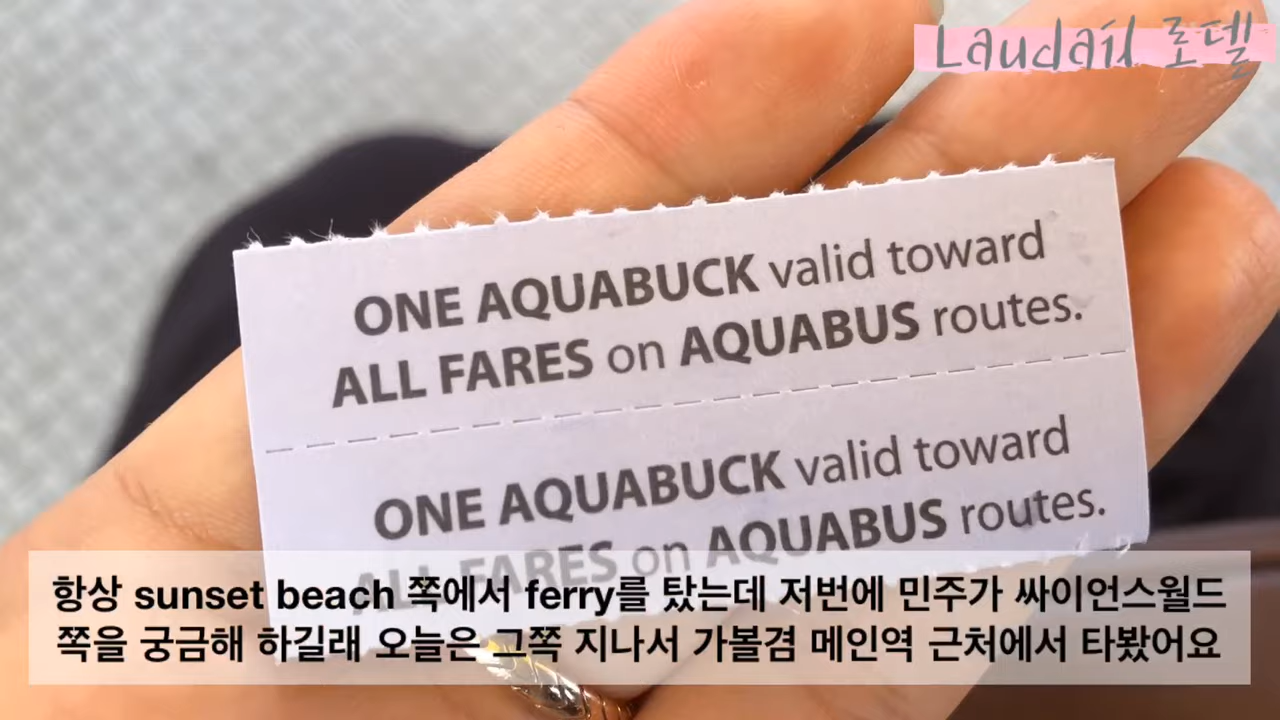 Laudail 로델
ONE AQUABUCK valid toward
ALL FARES on AQUABUS routes.
ONE AQUABUCK valid toward
ALL FARES on AQUABUS routes.
항상 sunset beach 쪽에서 ferry를 탔는데 저번에 민주가 싸이언스월드
쪽을 궁금해 하길래 오늘은 그쪽 지나서 가볼겸 메인역 근처에서 타봤어요